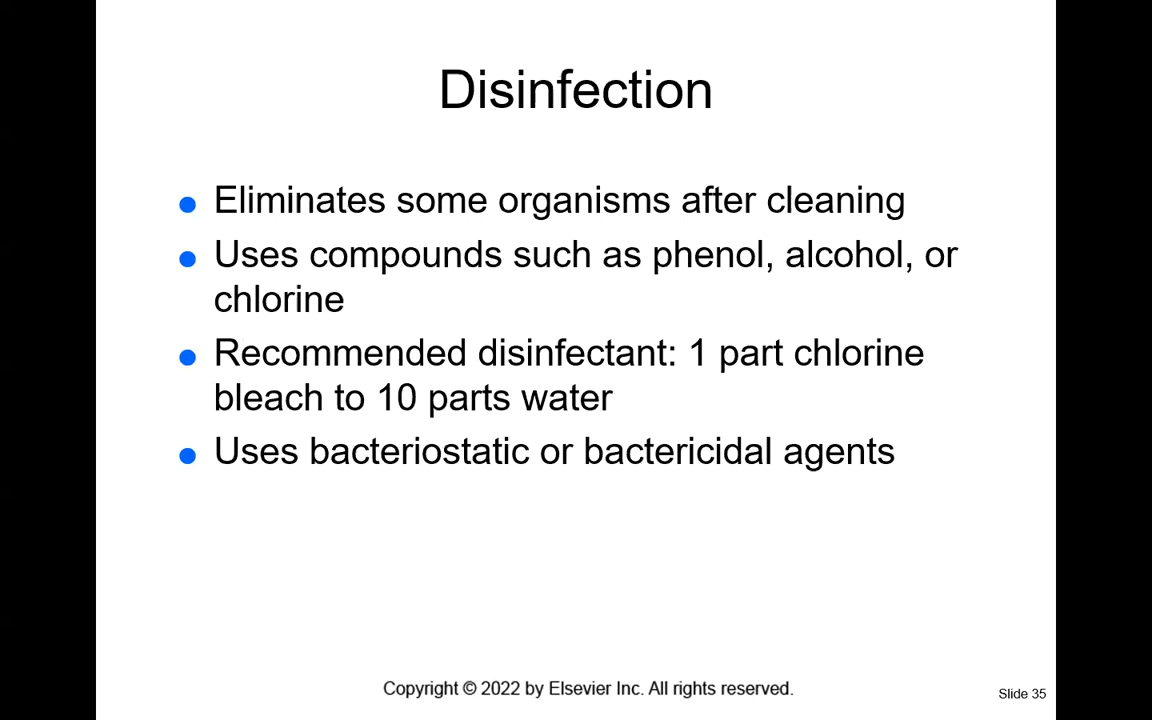 Disinfection
Eliminates some organisms after cleaning
Uses compounds such as phenol, alcohol, or
chlorine
Recommended disinfectant: 1 part chlorine
bleach to 10 parts water
Uses bacteriostatic or bactericidal agents
Copyright © 2022 by Elsevier Inc. All rights reserved.
Slide 35